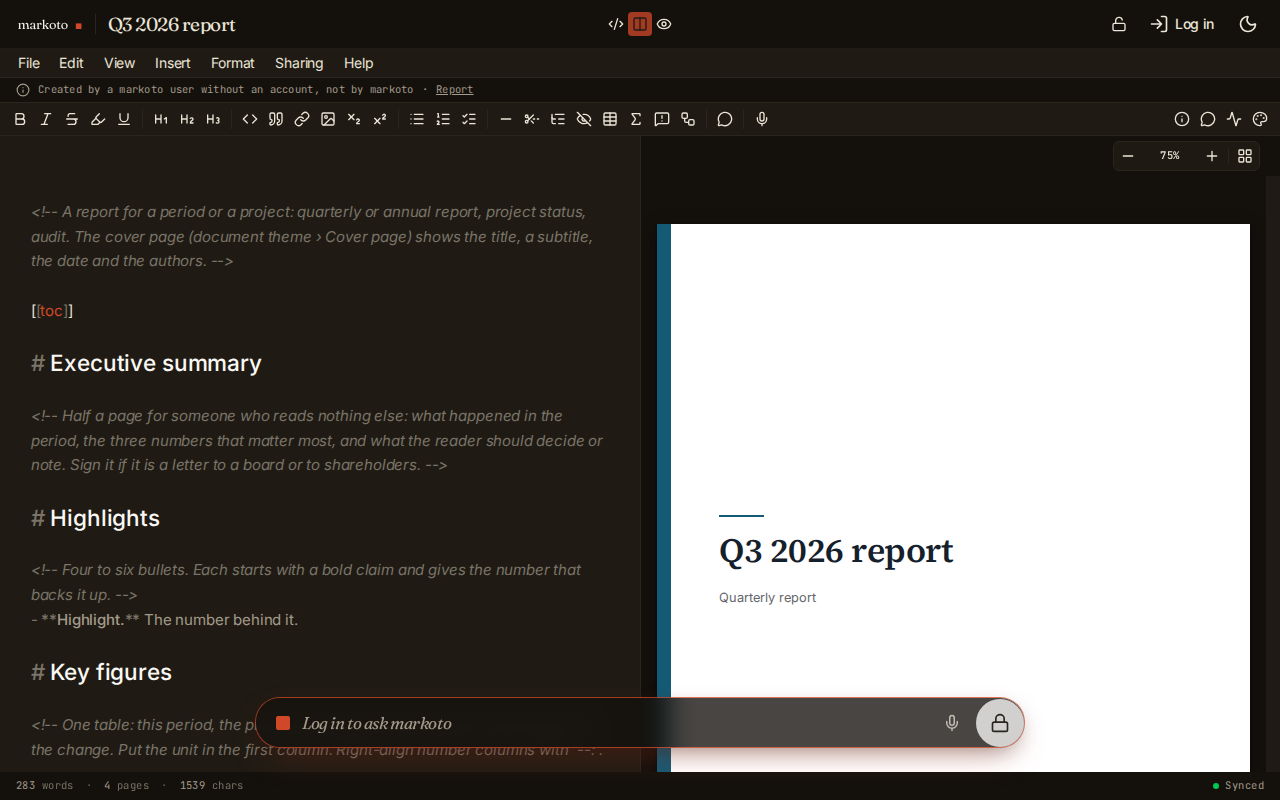 markoto
Q3 2026 report
Log in
File Edit View Insert Format Sharing Help
Created by a markoto user without an account, not by markoto · Report
H1 H2 H3
X2 X2
75%
<!-- A report for a period or a project: quarterly or annual report, project status,
audit. The cover page (document theme › Cover page) shows the title, a subtitle,
the date and the authors. -->
[[toc]]
# Executive summary
<!-- Half a page for someone who reads nothing else: what happened in the
period, the three numbers that matter most, and what the reader should decide or
note. Sign it if it is a letter to a board or to shareholders. -->
# Highlights
<!-- Four to six bullets. Each starts with a bold claim and gives the number that
backs it up. -->
- **Highlight.** The number behind it.
# Key figures
<!-- One table: this period, the
the change. Put the unit in the first column. Right-align number columns with `--:`.
Q3 2026 report
Quarterly report
Log in to ask markoto
283 words · 4 pages · 1539 chars
Synced